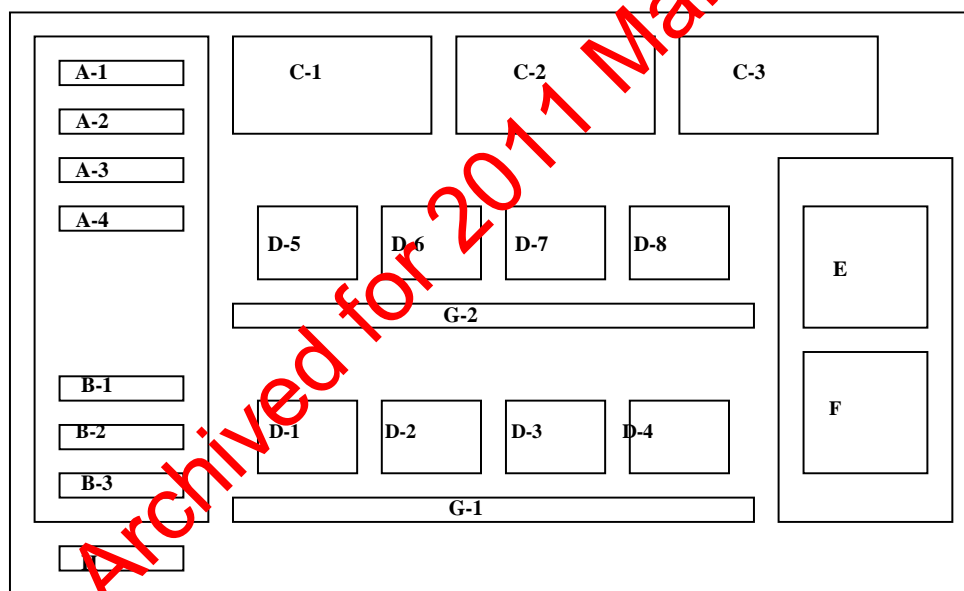 A-1
C-1
C-2
C-3
A-2
A-3
A-4
D-5
D-6
D-7
D-8
E
G-2
B-1
F
B-2
D-1
D-2
D-3
D-4
B-3
G-1
Archived for 2011 Ma